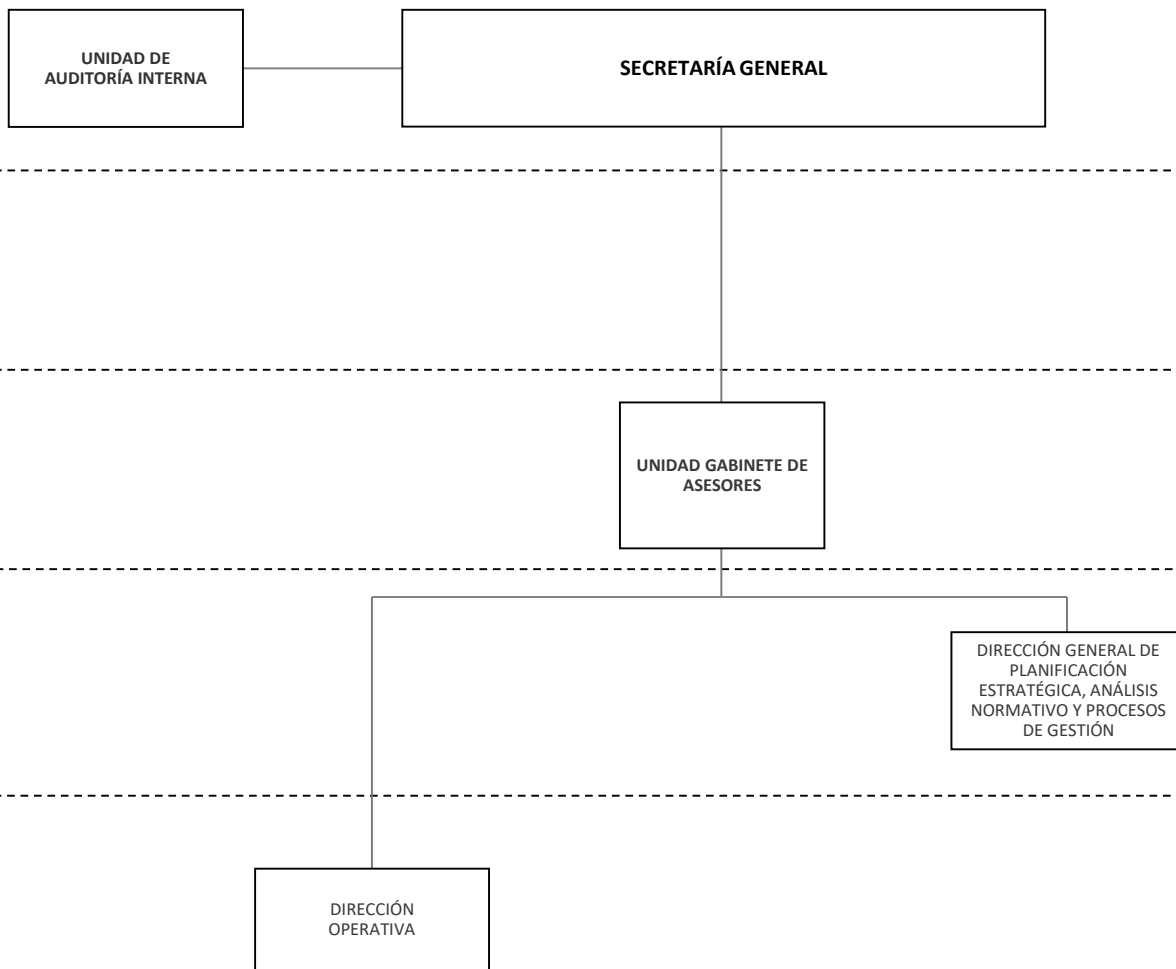 UNIDAD DE
AUDITORÍA INTERNA
SECRETARÍA GENERAL
UNIDAD GABINETE DE
ASESORES
DIRECCIÓN GENERAL DE
PLANIFICACIÓN
ESTRATÉGICA, ANÁLISIS
NORMATIVO Y PROCESOS
DE GESTIÓN
DIRECCIÓN
OPERATIVA